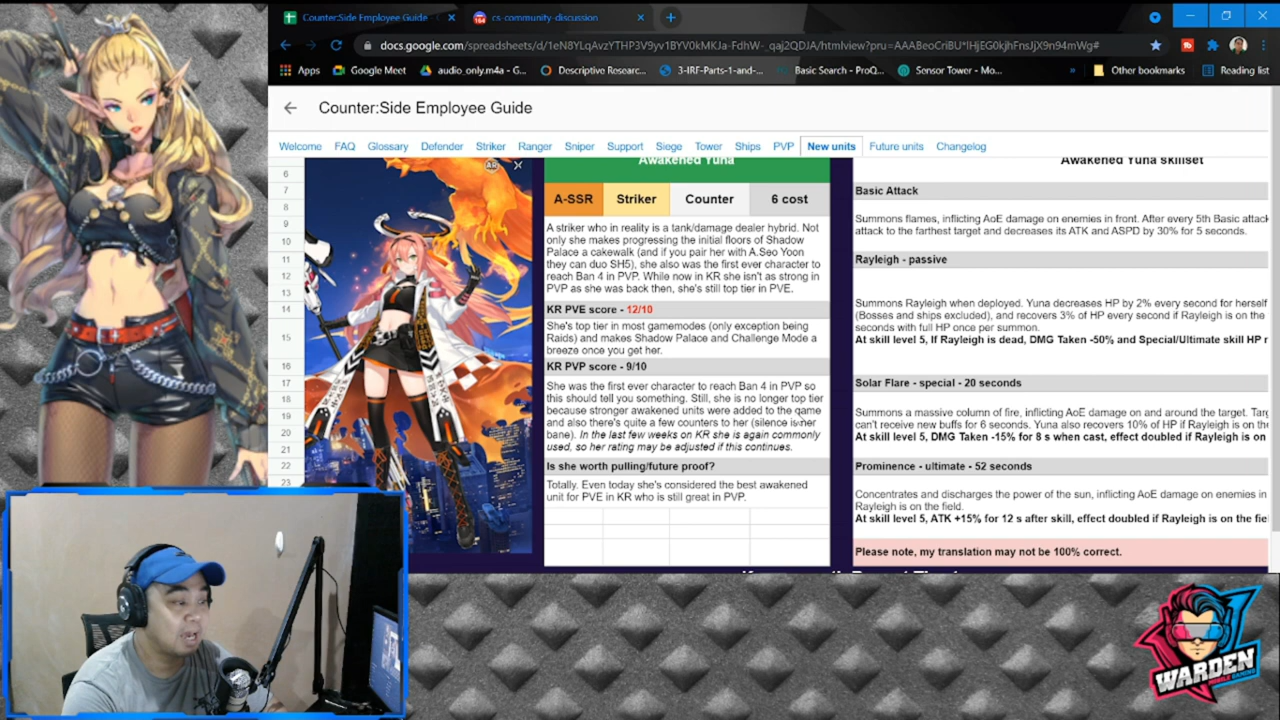 Counter:Side Employee Guide
cs-community-discussion
docs.google.com/spreadsheets/d/1eN8YLqAvzYTHP3V9yv1BYV0kMKJa-FdhW-_qaj2QDJA/htmlview?pru=AAABeoCriBU*IHjEG0kjhFnsJjX9n94mWg#
Apps
Google Meet
audio_only.m4a - G...
Descriptive Researc...
3-IRF-Parts-1-and-...
Basic Search - ProQ...
Sensor Tower - Mo...
»
Other bookmarks
Reading list
Counter:Side Employee Guide
Welcome FAQ Glossary Defender Striker Ranger Sniper Support Siege Tower Ships PVP New units Future units Changelog
6
7
8
9
10
11
12
13
14
15
16
17
18
19
20
21
22
23
Awakened Yuna
A-SSR Striker Counter 6 cost
A striker who in reality is a tank/damage dealer hybrid. Not
only she makes progressing the initial floors of Shadow
Palace a cakewalk (and if you pair her with A.Seo Yoon
they can duo SH5), she also was the first ever character to
reach Ban 4 in PVP. While now in KR she isn't as strong in
PVP as she was back then, she's still top tier in PVE.
KR PVE score - 12/10
She's top tier in most gamemodes (only exception being
Raids) and makes Shadow Palace and Challenge Mode a
breeze once you get her.
KR PVP score - 9/10
She was the first ever character to reach Ban 4 in PVP so
this should tell you something. Still, she is no longer top tier
because stronger awakened units were added to the game
and also there's quite a few counters to her (silence is her
bane). In the last few weeks on KR she is again commonly
used, so her rating may be adjusted if this continues.
Is she worth pulling/future proof?
Totally. Even today she's considered the best awakened
unit for PVE in KR who is still great in PVP.
Awakened Yuna skillset
Basic Attack
Summons flames, inflicting AoE damage on enemies in front. After every 5th Basic attack
attack to the farthest target and decreases its ATK and ASPD by 30% for 5 seconds.
Rayleigh - passive
Summons Rayleigh when deployed. Yuna decreases HP by 2% every second for herself
(Bosses and ships excluded), and recovers 3% of HP every second if Rayleigh is on the
seconds with full HP once per summon.
At skill level 5, If Rayleigh is dead, DMG Taken -50% and Special/Ultimate skill HP r
Solar Flare - special - 20 seconds
Summons a massive column of fire, inflicting AoE damage on and around the target. Targ
can't receive new buffs for 6 seconds. Yuna also recovers 10% of HP if Rayleigh is on the
At skill level 5, DMG Taken -15% for 8 s when cast, effect doubled if Rayleigh is on
Prominence - ultimate - 52 seconds
Concentrates and discharges the power of the sun, inflicting AoE damage on enemies in
Rayleigh is on the field.
At skill level 5, ATK +15% for 12 s after skill, effect doubled if Rayleigh is on the fie
Please note, my translation may not be 100% correct.
WARDEN
MOBILE GAMING